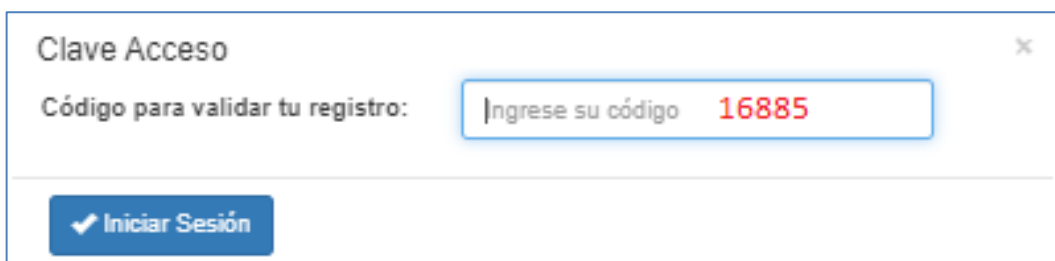 Clave Acceso ×
Código para validar tu registro: Ingrese su código 16885
Iniciar Sesión